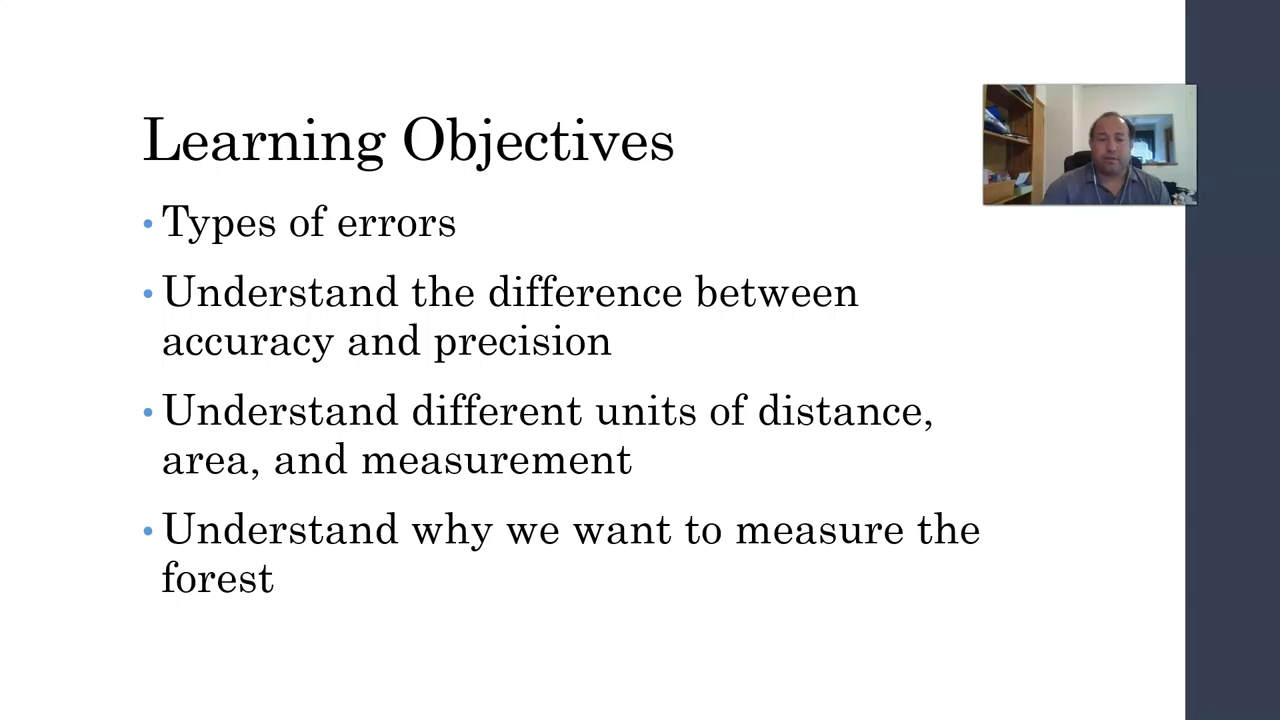 Learning Objectives
• Types of errors
• Understand the difference between
accuracy and precision
• Understand different units of distance,
area, and measurement
• Understand why we want to measure the
forest